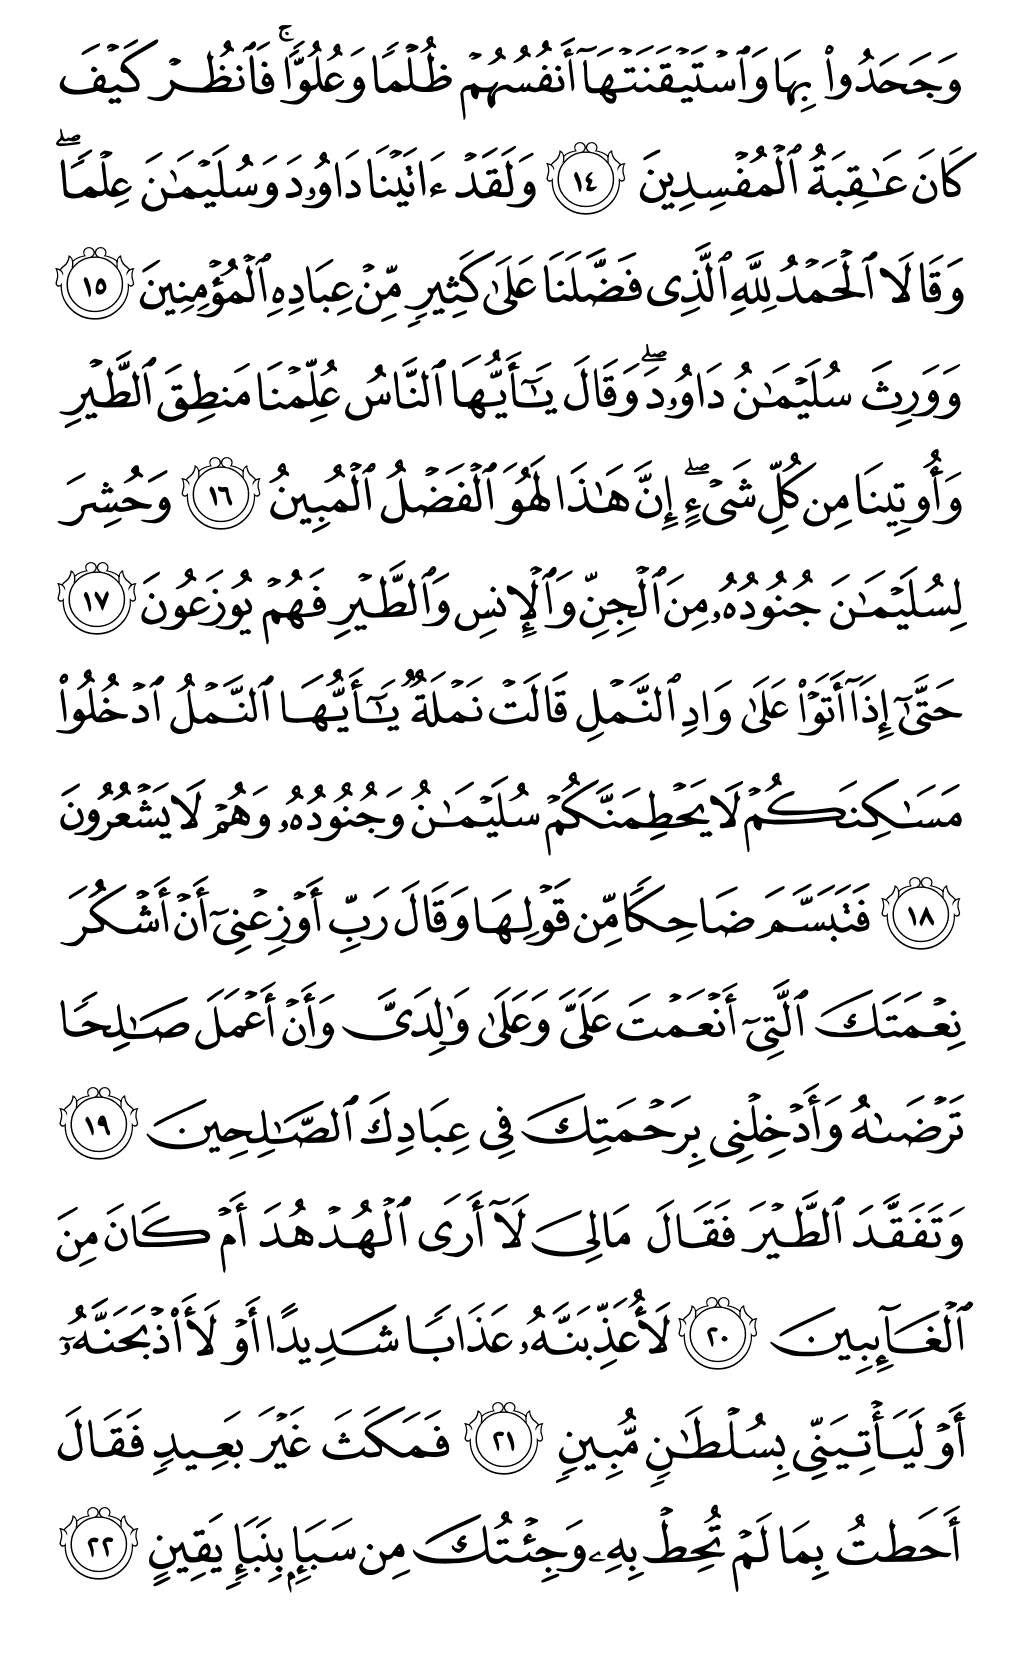 وَجَحَدُوا۟ بِهَا وَٱسْتَيْقَنَتْهَآ أَنفُسُهُمْ ظُلْمًا وَعُلُوًّا ۚ فَٱنظُرْ كَيْفَ
كَانَ عَـٰقِبَةُ ٱلْمُفْسِدِينَ ١٤ وَلَقَدْ ءَاتَيْنَا دَاوُۥدَ وَسُلَيْمَـٰنَ عِلْمًا ۖ
وَقَالَا ٱلْحَمْدُ لِلَّهِ ٱلَّذِى فَضَّلَنَا عَلَىٰ كَثِيرٍ مِّنْ عِبَادِهِ ٱلْمُؤْمِنِينَ ١٥
وَوَرِثَ سُلَيْمَـٰنُ دَاوُۥدَ ۖ وَقَالَ يَـٰٓأَيُّهَا ٱلنَّاسُ عُلِّمْنَا مَنطِقَ ٱلطَّيْرِ
وَأُوتِينَا مِن كُلِّ شَىْءٍ ۖ إِنَّ هَـٰذَا لَهُوَ ٱلْفَضْلُ ٱلْمُبِينُ ١٦ وَحُشِرَ
لِسُلَيْمَـٰنَ جُنُودُهُۥ مِنَ ٱلْجِنِّ وَٱلْإِنسِ وَٱلطَّيْرِ فَهُمْ يُوزَعُونَ ١٧
حَتَّىٰٓ إِذَآ أَتَوْا۟ عَلَىٰ وَادِ ٱلنَّمْلِ قَالَتْ نَمْلَةٌ يَـٰٓأَيُّهَا ٱلنَّمْلُ ٱدْخُلُوا۟
مَسَـٰكِنَكُمْ لَا يَحْطِمَنَّكُمْ سُلَيْمَـٰنُ وَجُنُودُهُۥ وَهُمْ لَا يَشْعُرُونَ
١٨ فَتَبَسَّمَ ضَاحِكًا مِّن قَوْلِهَا وَقَالَ رَبِّ أَوْزِعْنِىٓ أَنْ أَشْكُرَ
نِعْمَتَكَ ٱلَّتِىٓ أَنْعَمْتَ عَلَىَّ وَعَلَىٰ وَٰلِدَىَّ وَأَنْ أَعْمَلَ صَـٰلِحًا
تَرْضَىٰهُ وَأَدْخِلْنِى بِرَحْمَتِكَ فِى عِبَادِكَ ٱلصَّـٰلِحِينَ ١٩
وَتَفَقَّدَ ٱلطَّيْرَ فَقَالَ مَا لِىَ لَآ أَرَى ٱلْهُدْهُدَ أَمْ كَانَ مِنَ
ٱلْغَآئِبِينَ ٢٠ لَأُعَذِّبَنَّهُۥ عَذَابًا شَدِيدًا أَوْ لَأَا۟ذْبَحَنَّهُۥٓ
أَوْ لَيَأْتِيَنِّى بِسُلْطَـٰنٍ مُّبِينٍ ٢١ فَمَكَثَ غَيْرَ بَعِيدٍ فَقَالَ
أَحَطتُ بِمَا لَمْ تُحِطْ بِهِۦ وَجِئْتُكَ مِن سَبَإٍۭ بِنَبَإٍ يَقِينٍ ٢٢